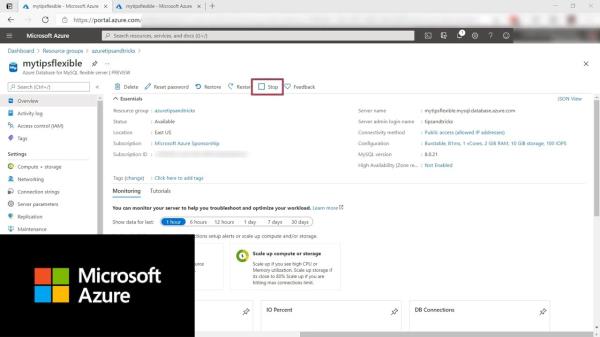 mytipsflexible
mytipsflexible
https://portal.azure.com/
Microsoft Azure
Search resources, services, and docs (G+/)
Dashboard > Resource groups > azuretipsandtricks >
mytipsflexible
Azure Database for MySQL flexible server | PREVIEW
Search (Ctrl+/)
Delete Reset password Restore Restart Stop Feedback
Overview
Activity log
Access control (IAM)
Tags
Settings
Compute + storage
Networking
Connection strings
Server parameters
Replication
Maintenance
Essentials JSON View
Resource group : azuretipsandtricks
Status : Available
Location : East US
Subscription : Microsoft Azure Sponsorship
Subscription ID :
Server name : mytipsflexible.mysql.database.azure.com
Server admin login name : tipsandtricks
Connectivity method : Public access (allowed IP addresses)
Configuration : Burstable, B1ms, 1 vCores, 2 GiB RAM, 10 GiB storage, 100 IOPS
MySQL version : 8.0.21
High Availability (Zone re... : Not Enabled
Tags (change) : Click here to add tags
Monitoring Tutorials
You can monitor your server to help you troubleshoot and optimize your workload. Learn more
Show data for last: 1 hour 6 hours 12 hours 1 day 7 days 30 days
setup alerts or scale up compute and/or storage.
Scale up compute or storage
Scale up if you see high CPU or
Memory utilization. Scale up storage if
its close to 80% Scale up if you are
hitting max connections limit.
IO Percent
DB Connections
Microsoft
Azure